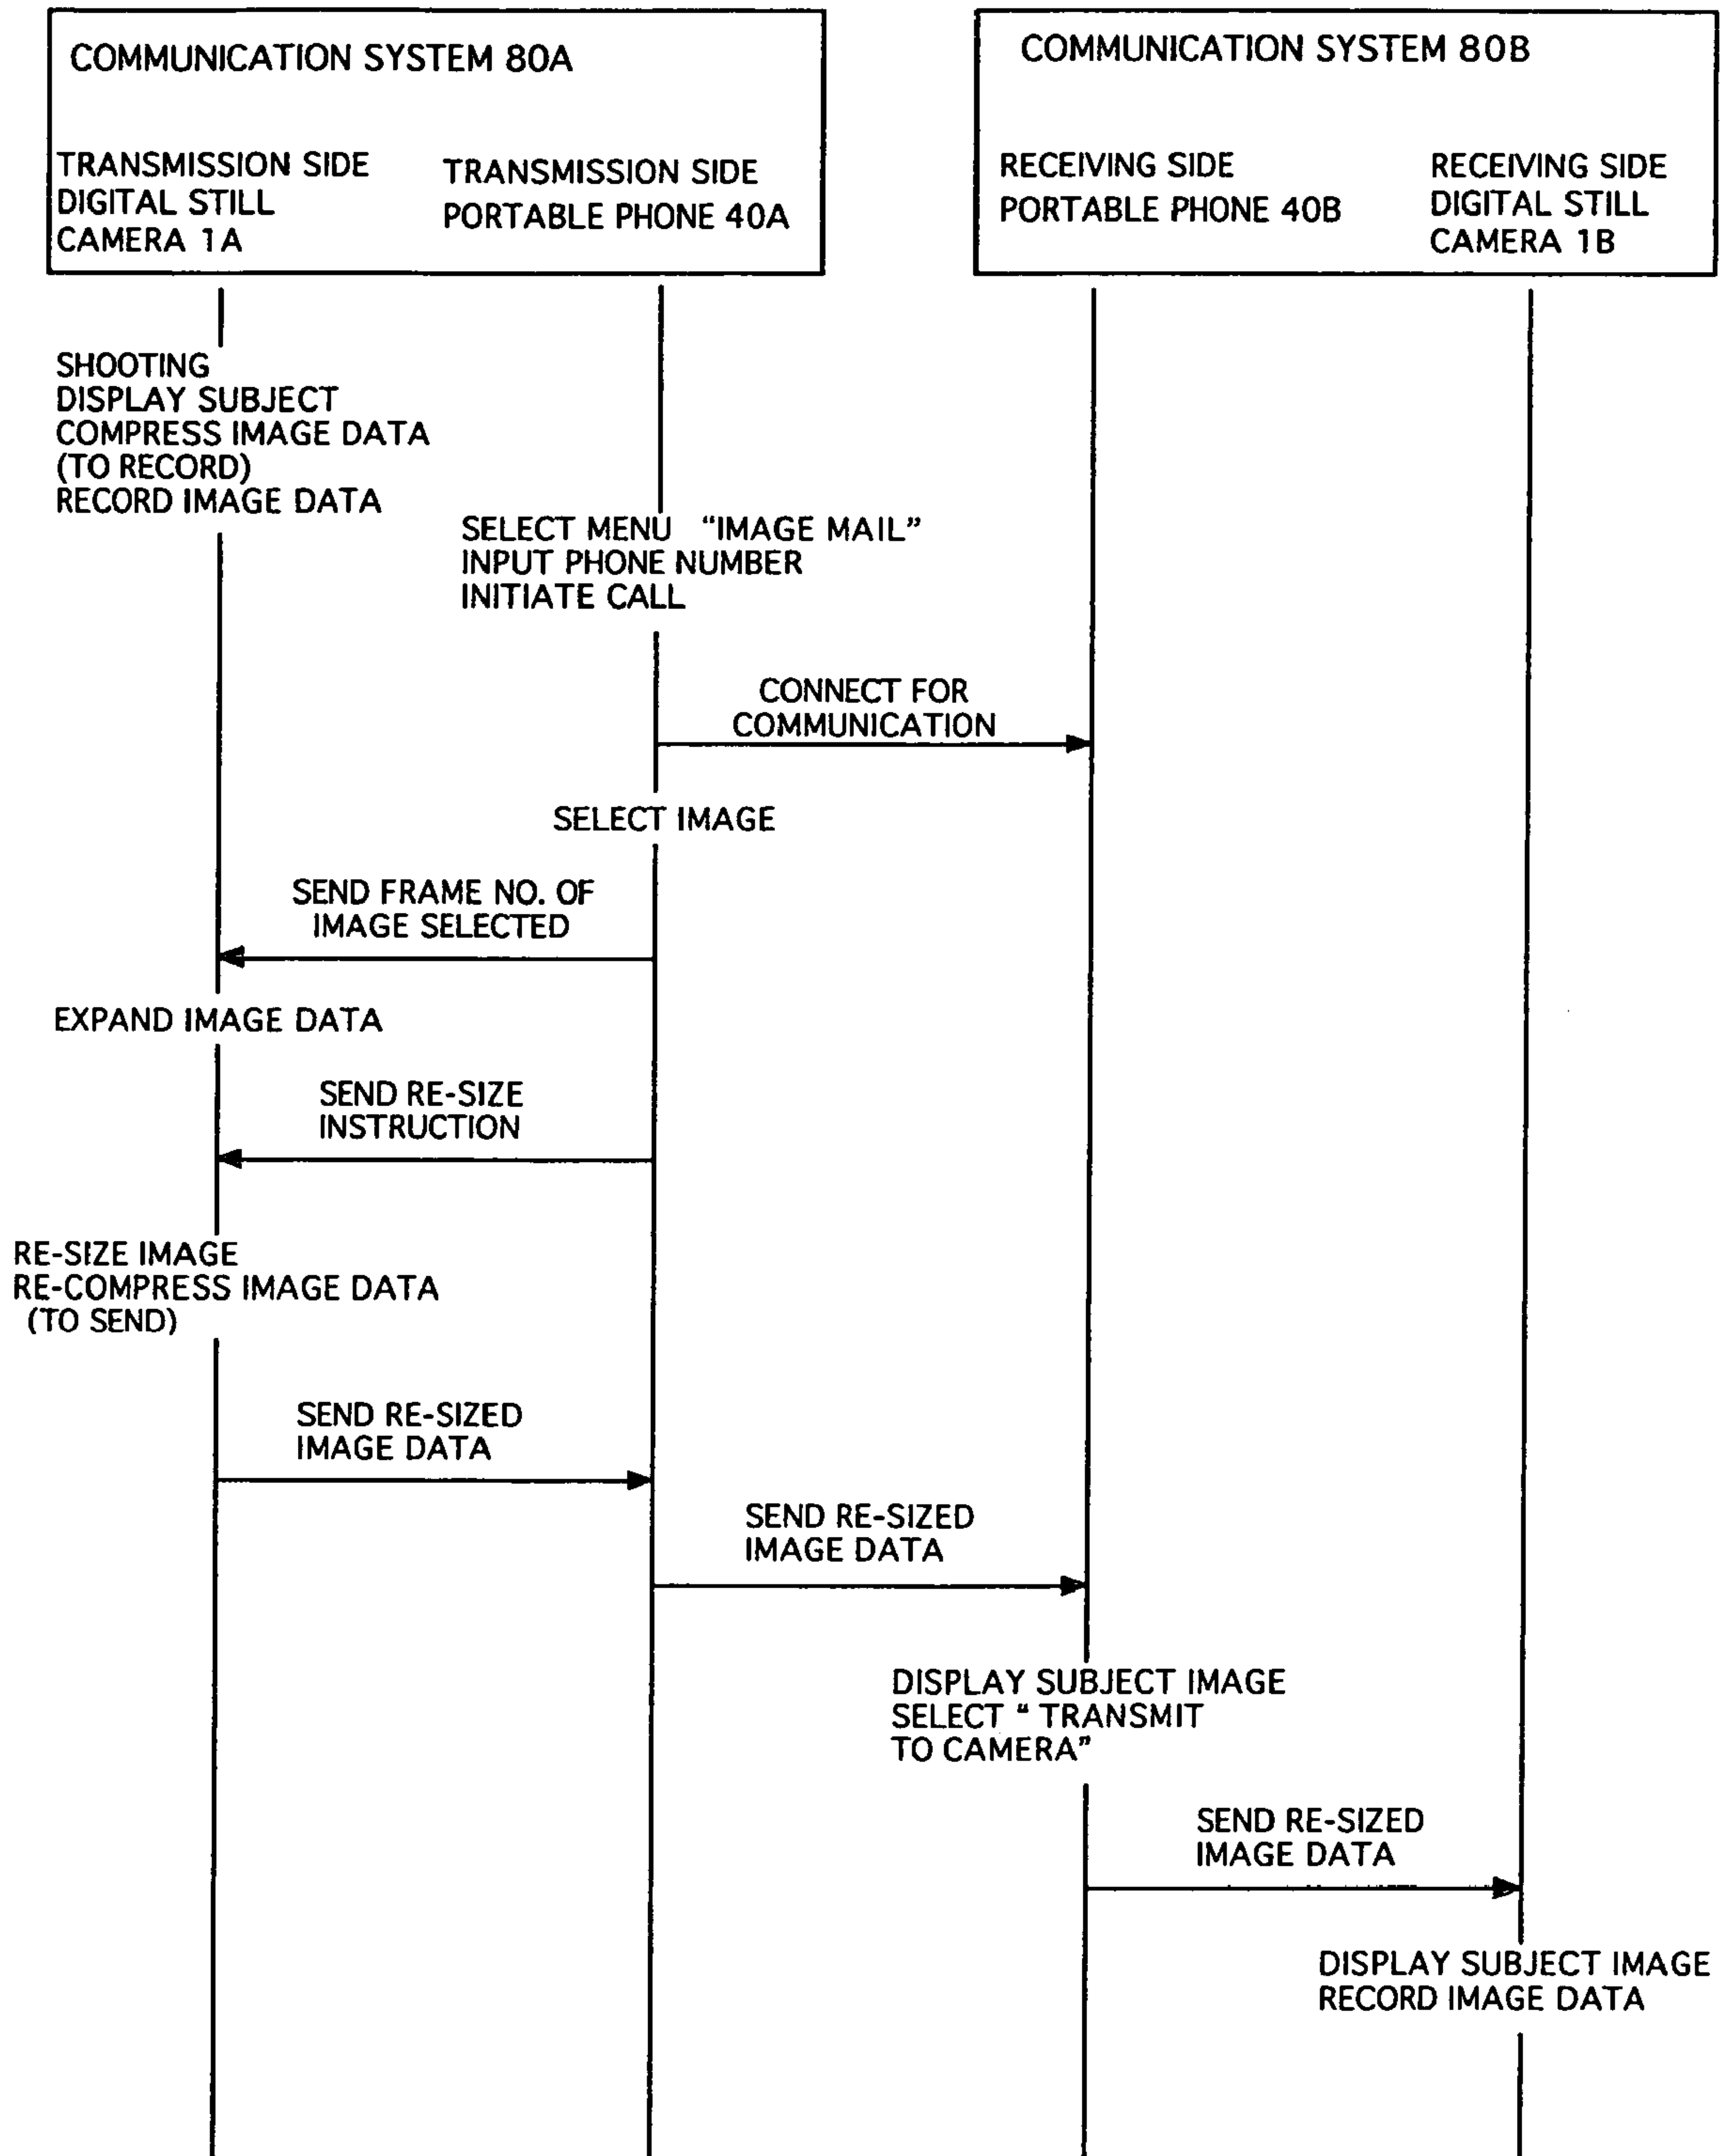 COMMUNICATION SYSTEM 80A
TRANSMISSION SIDE
DIGITAL STILL
CAMERA 1A
TRANSMISSION SIDE
PORTABLE PHONE 40A
COMMUNICATION SYSTEM 80B
RECEIVING SIDE
PORTABLE PHONE 40B
RECEIVING SIDE
DIGITAL STILL
CAMERA 1B
SHOOTING
DISPLAY SUBJECT
COMPRESS IMAGE DATA
(TO RECORD)
RECORD IMAGE DATA
SELECT MENU “IMAGE MAIL”
INPUT PHONE NUMBER
INITIATE CALL
CONNECT FOR
COMMUNICATION
SELECT IMAGE
SEND FRAME NO. OF
IMAGE SELECTED
EXPAND IMAGE DATA
SEND RE-SIZE
INSTRUCTION
RE-SIZE IMAGE
RE-COMPRESS IMAGE DATA
(TO SEND)
SEND RE-SIZED
IMAGE DATA
SEND RE-SIZED
IMAGE DATA
DISPLAY SUBJECT IMAGE
SELECT “ TRANSMIT
TO CAMERA”
SEND RE-SIZED
IMAGE DATA
DISPLAY SUBJECT IMAGE
RECORD IMAGE DATA